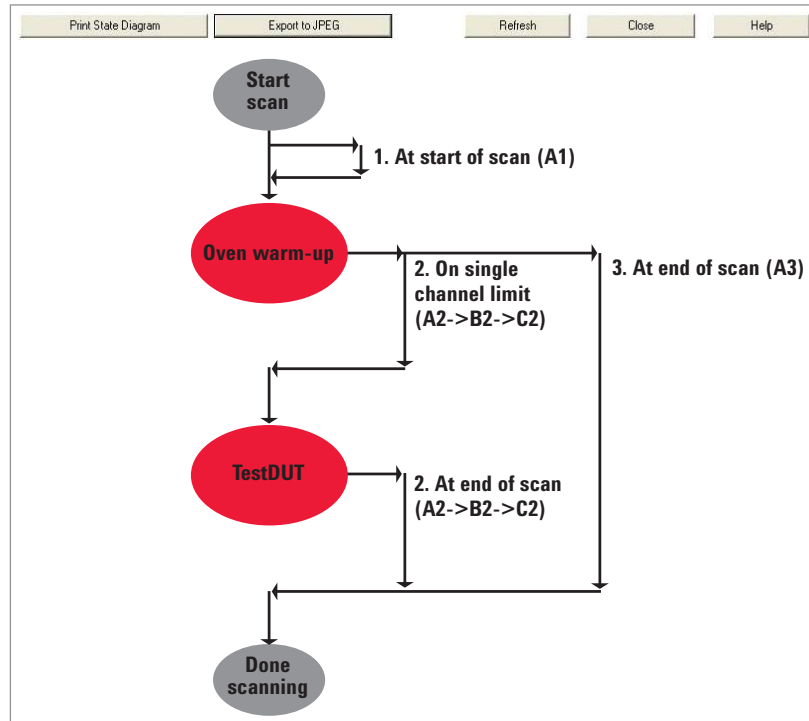 Print State Diagram
Export to JPEG
Refresh
Close
Help
Start
scan
1. At start of scan (A1)
Oven warm-up
2. On single
channel limit
(A2->B2->C2)
3. At end of scan (A3)
TestDUT
2. At end of scan
(A2->B2->C2)
Done
scanning